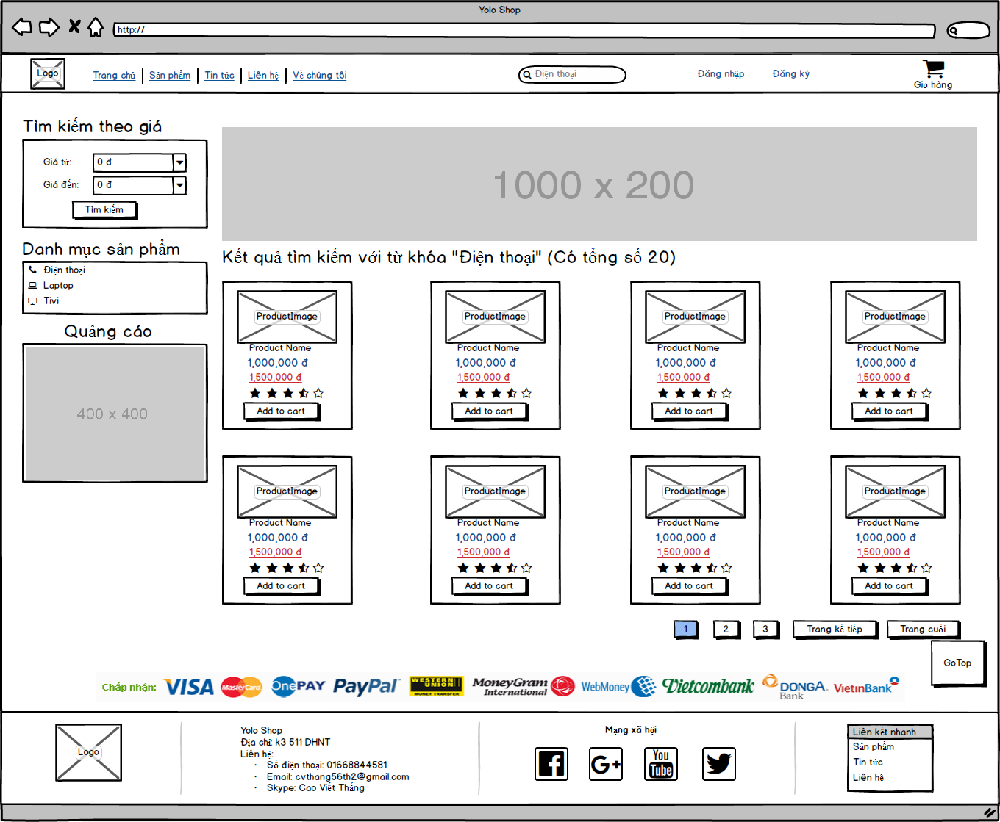 Yolo Shop
http://
Logo
Trang chủ
Sản phẩm
Tin tức
Liên hệ
Về chúng tôi
Điện thoại
Đăng nhập
Đăng ký
Giỏ hàng
Tìm kiếm theo giá
Giá từ:
0 đ
Giá đến:
0 đ
Tìm kiếm
Danh mục sản phẩm
Điện thoại
Laptop
Tivi
Quảng cáo
400 x 400
1000 x 200
Kết quả tìm kiếm với từ khóa "Điện thoại" (Có tổng số 20)
ProductImage
Product Name
1,000,000 đ
1,500,000 đ
Add to cart
ProductImage
Product Name
1,000,000 đ
1,500,000 đ
Add to cart
ProductImage
Product Name
1,000,000 đ
1,500,000 đ
Add to cart
ProductImage
Product Name
1,000,000 đ
1,500,000 đ
Add to cart
ProductImage
Product Name
1,000,000 đ
1,500,000 đ
Add to cart
ProductImage
Product Name
1,000,000 đ
1,500,000 đ
Add to cart
ProductImage
Product Name
1,000,000 đ
1,500,000 đ
Add to cart
ProductImage
Product Name
1,000,000 đ
1,500,000 đ
Add to cart
1
2
3
Trang kế tiếp
Trang cuối
GoTop
Chấp nhận:
VISA
MasterCard
OnePAY
PayPal
WESTERN UNION
MONEY TRANSFER
MoneyGram
International
WebMoney
Vietcombank
DONGA
Bank
VIETINBANK
Logo
Yolo Shop
Địa chỉ: k3 511 DHNT
Liên hệ:
· Số điện thoại: 01668844581
· Email: cvthang56th2@gmail.com
· Skype: Cao Viết Thắng
Mạng xã hội
G+
You
Tube
Liên kết nhanh
Sản phẩm
Tin tức
Liên hệ